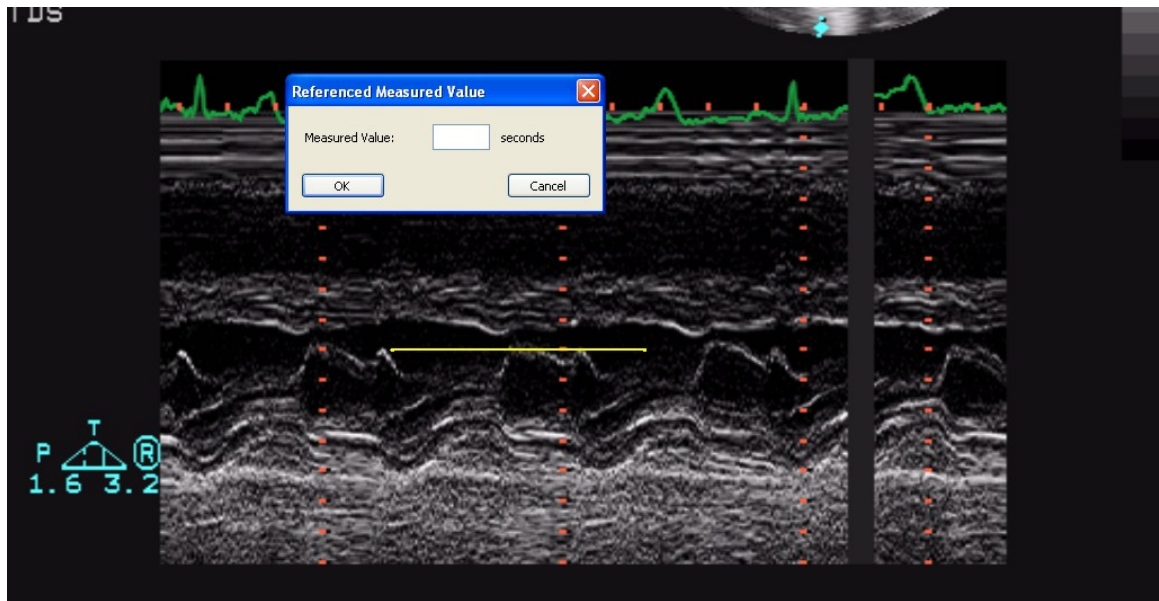 TDS
Referenced Measured Value
Measured Value: seconds
OK Cancel
T
P R
1.6 3.2